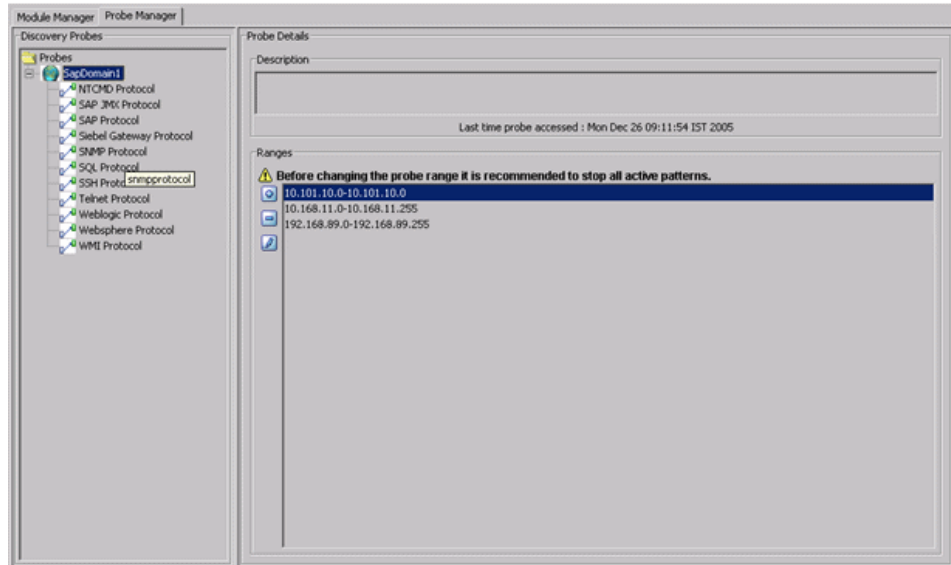 Module Manager Probe Manager
Discovery Probes
Probes
SapDomain1
NTCMD Protocol
SAP JMX Protocol
SAP Protocol
Siebel Gateway Protocol
SNMP Protocol
SQL Protocol
SSH Proto
snmpprotocol
Telnet Protocol
Weblogic Protocol
Websphere Protocol
WMI Protocol
Probe Details
Description
Last time probe accessed : Mon Dec 26 09:11:54 IST 2005
Ranges
Before changing the probe range it is recommended to stop all active patterns.
10.101.10.0-10.101.10.0
10.168.11.0-10.168.11.255
192.168.89.0-192.168.89.255